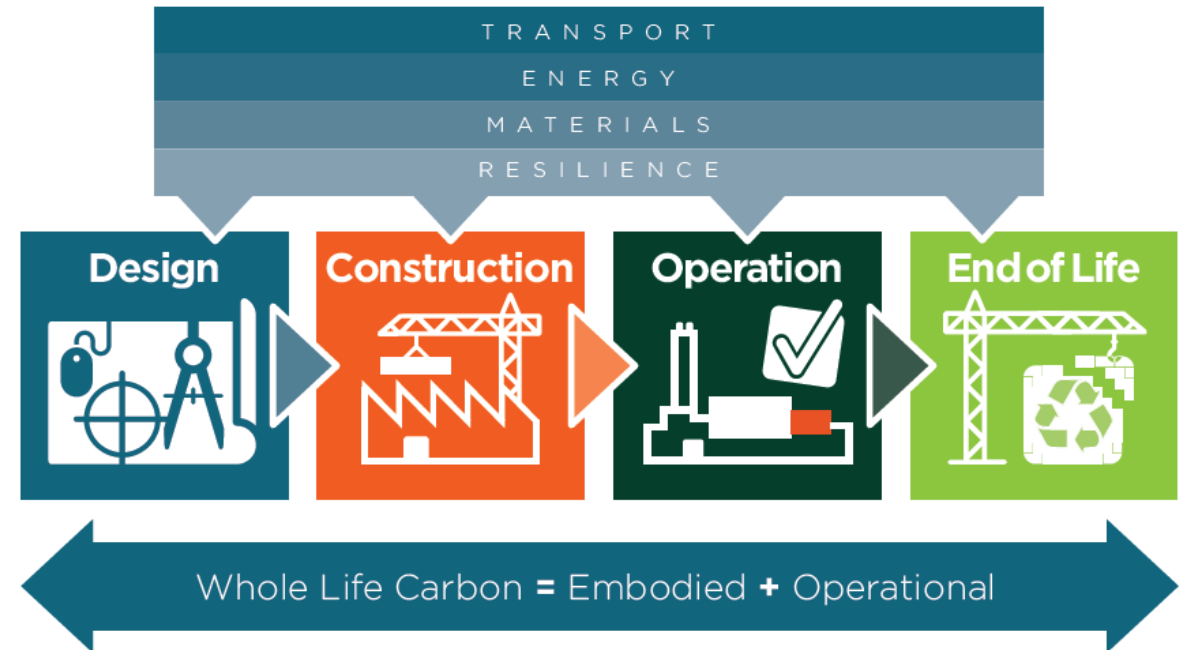 TRANSPORT
ENERGY
MATERIALS
RESILIENCE
Design
Construction
Operation
End of Life
Whole Life Carbon = Embodied + Operational